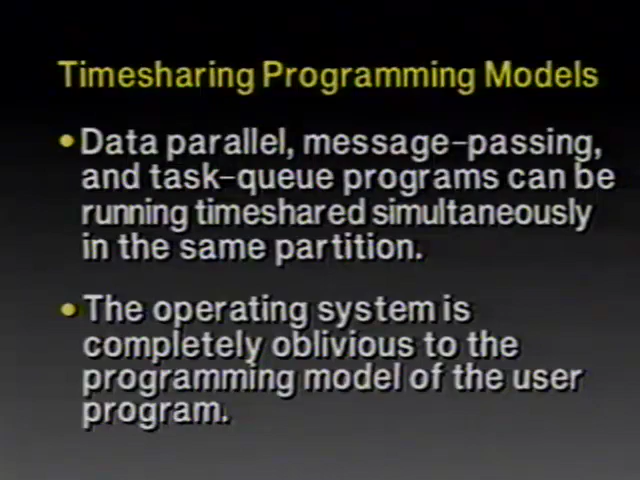 Timesharing Programming Models
• Data parallel, message-passing,
and task-queue programs can be
running timeshared simultaneously
in the same partition.
• The operating system is
completely oblivious to the
programming model of the user
program.